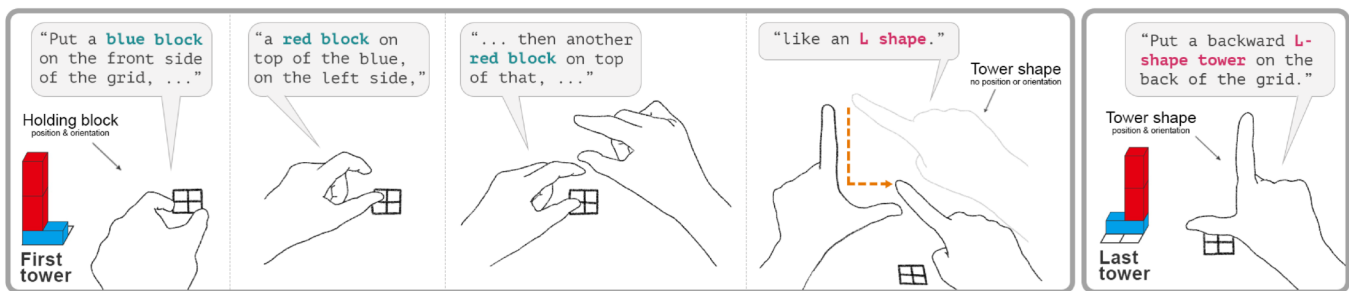 “Put a blue block
on the front side
of the grid, ...”
Holding block
position & orientation
First
tower
“a red block on
top of the blue,
on the left side,”
“... then another
red block on top
of that, ...”
“like an L shape.”
Tower shape
no position or orientation
“Put a backward L-
shape tower on the
back of the grid.”
Tower shape
position & orientation
Last
tower